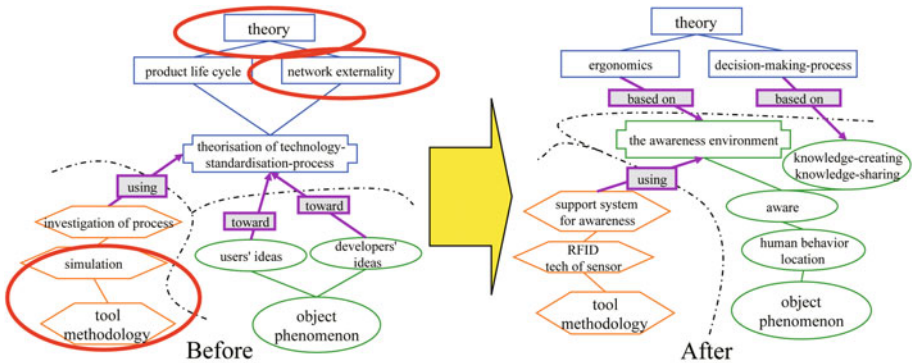 theory
product life cycle
network externality
theorisation of technology-
standardisation-process
using
toward
toward
investigation of process
simulation
tool
methodology
users' ideas
developers'
ideas
object
phenomenon
Before
theory
ergonomics
decision-making-process
based on
based on
the awareness environment
knowledge-creating
knowledge-sharing
using
support system
for awareness
aware
RFID
tech of sensor
human behavior
location
tool
methodology
object
phenomenon
After